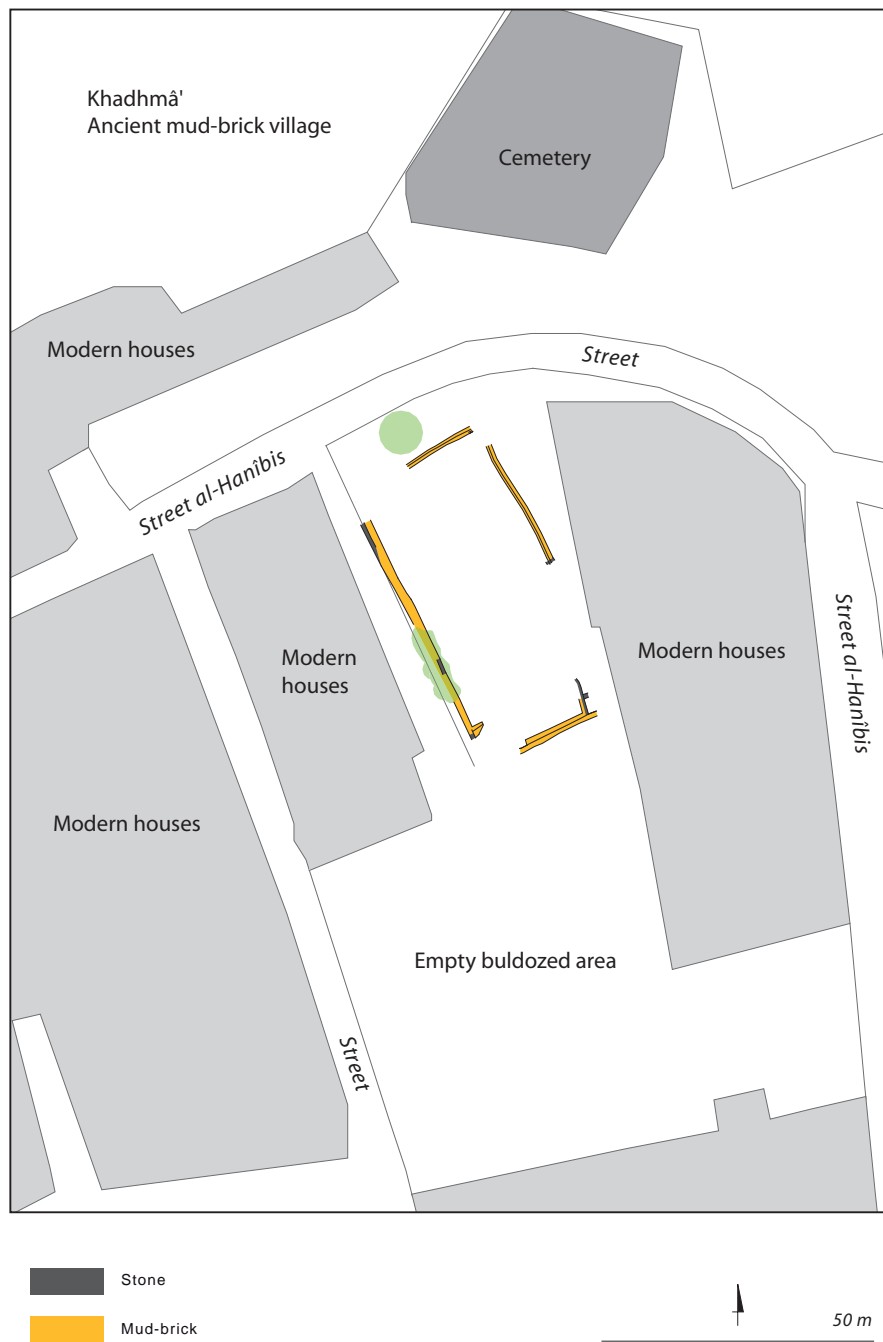 Khadhmâ'
Ancient mud-brick village
Cemetery
Modern houses
Street
Street al-Hanîbis
Modern
houses
Modern houses
Street al-Hanîbis
Modern houses
Empty buldozed area
Street
Stone
Mud-brick
50 m